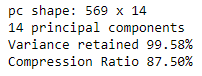 pc shape: 569 x 14
14 principal components
Variance retained 99.58%
Compression Ratio 87.50%